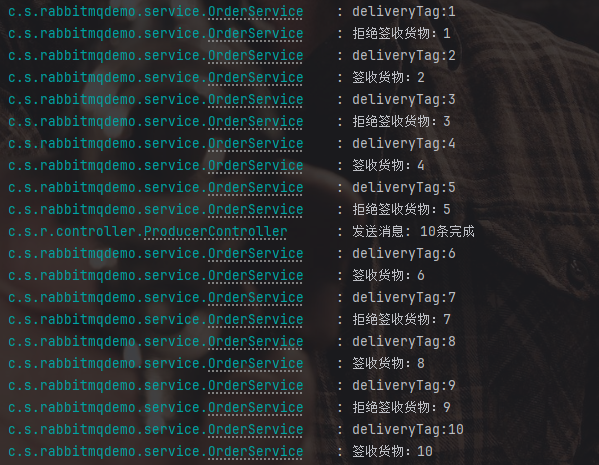 c.s.rabbitmqdemo.service.OrderService : deliveryTag:1
c.s.rabbitmqdemo.service.OrderService : 拒绝签收货物：1
c.s.rabbitmqdemo.service.OrderService : deliveryTag:2
c.s.rabbitmqdemo.service.OrderService : 签收货物：2
c.s.rabbitmqdemo.service.OrderService : deliveryTag:3
c.s.rabbitmqdemo.service.OrderService : 拒绝签收货物：3
c.s.rabbitmqdemo.service.OrderService : deliveryTag:4
c.s.rabbitmqdemo.service.OrderService : 签收货物：4
c.s.rabbitmqdemo.service.OrderService : deliveryTag:5
c.s.rabbitmqdemo.service.OrderService : 拒绝签收货物：5
c.s.r.controller.ProducerController : 发送消息：10条完成
c.s.rabbitmqdemo.service.OrderService : deliveryTag:6
c.s.rabbitmqdemo.service.OrderService : 签收货物：6
c.s.rabbitmqdemo.service.OrderService : deliveryTag:7
c.s.rabbitmqdemo.service.OrderService : 拒绝签收货物：7
c.s.rabbitmqdemo.service.OrderService : deliveryTag:8
c.s.rabbitmqdemo.service.OrderService : 签收货物：8
c.s.rabbitmqdemo.service.OrderService : deliveryTag:9
c.s.rabbitmqdemo.service.OrderService : 拒绝签收货物：9
c.s.rabbitmqdemo.service.OrderService : deliveryTag:10
c.s.rabbitmqdemo.service.OrderService : 签收货物：10